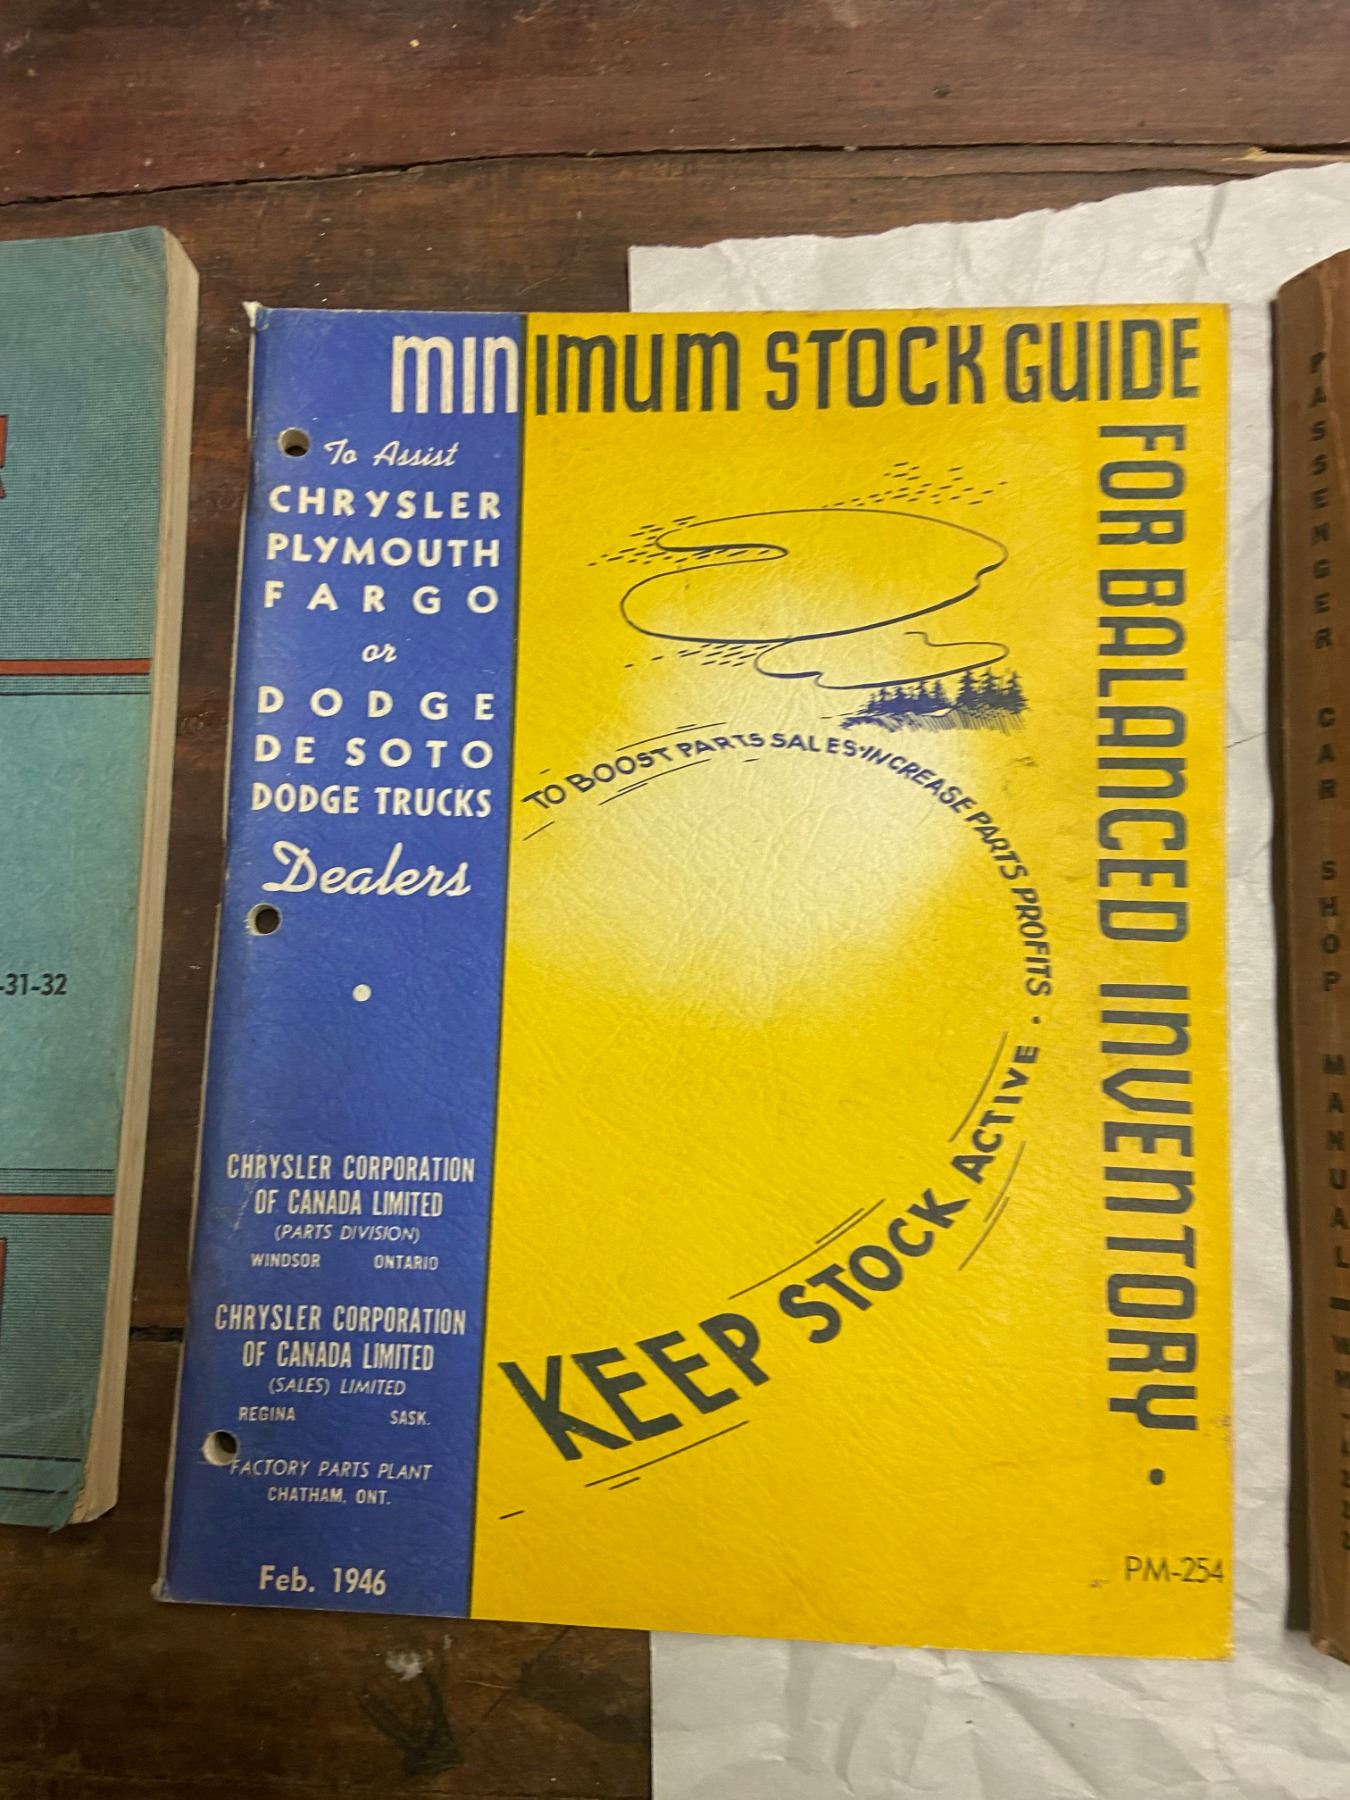 -31-32
minimum STOCK GUIDE
FOR BALANCED INVENTORY •
To Assist
CHRYSLER
PLYMOUTH
FARGO
or
DODGE
DE SOTO
DODGE TRUCKS
Dealers
•
CHRYSLER CORPORATION
OF CANADA LIMITED
(PARTS DIVISION)
WINDSOR ONTARIO
CHRYSLER CORPORATION
OF CANADA LIMITED
(SALES) LIMITED
REGINA SASK.
FACTORY PARTS PLANT
CHATHAM, ONT.
Feb. 1946
TO BOOST PARTS SALES•INCREASE PARTS PROFITS •
KEEP STOCK ACTIVE
PM-254
PASSENGER CAR SHOP MANUAL